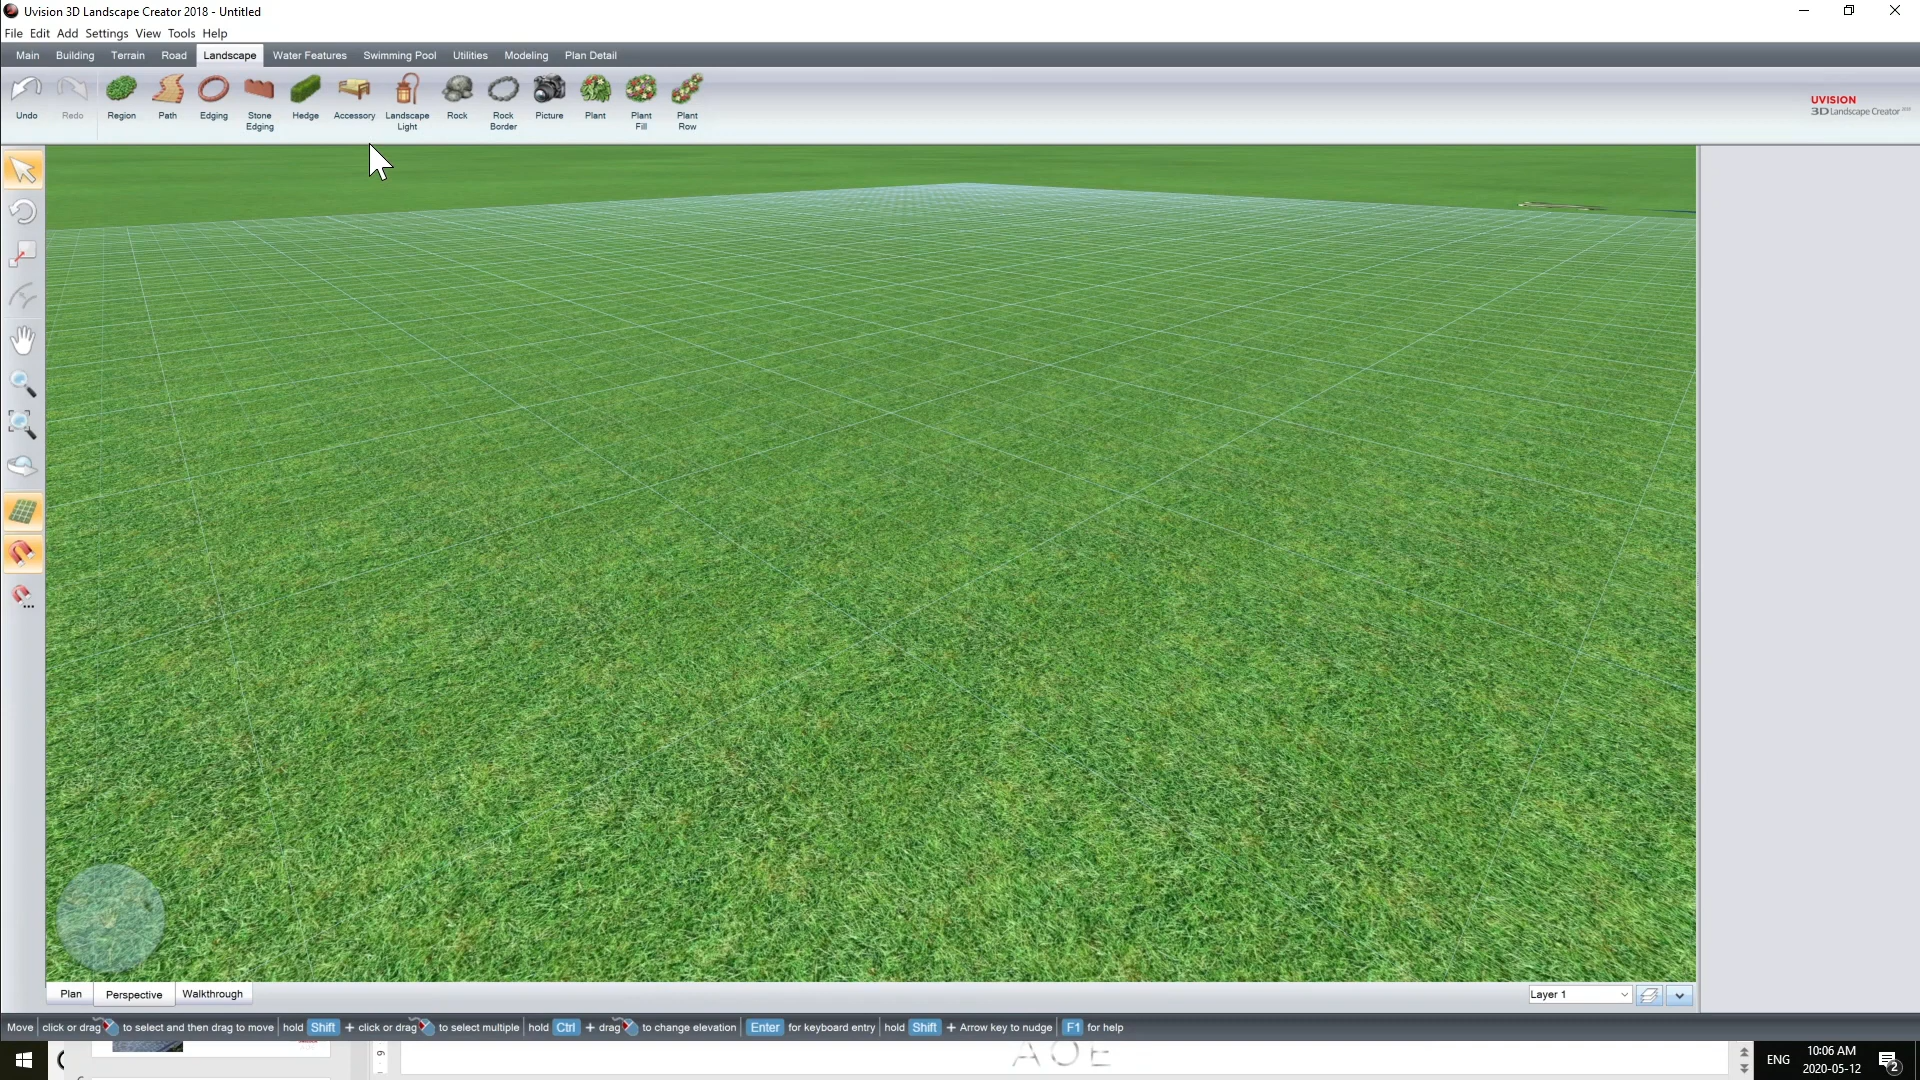 Uvision 3D Landscape Creator 2018 - Untitled
File Edit Add Settings View Tools Help
Main Building Terrain Road Landscape Water Features Swimming Pool Utilities Modeling Plan Detail
Undo Redo Region Path Edging Stone Edging Hedge Accessory Landscape Light Rock Rock Border Picture Plant Plant Fill Plant Row
UVISION
3D Landscape Creator
Plan Perspective Walkthrough Layer 1
Move click or drag to select and then drag to move hold Shift + click or drag to select multiple hold Ctrl + drag to change elevation Enter for keyboard entry hold Shift + Arrow key to nudge F1 for help
ENG 10:06 AM
2020-05-12 2